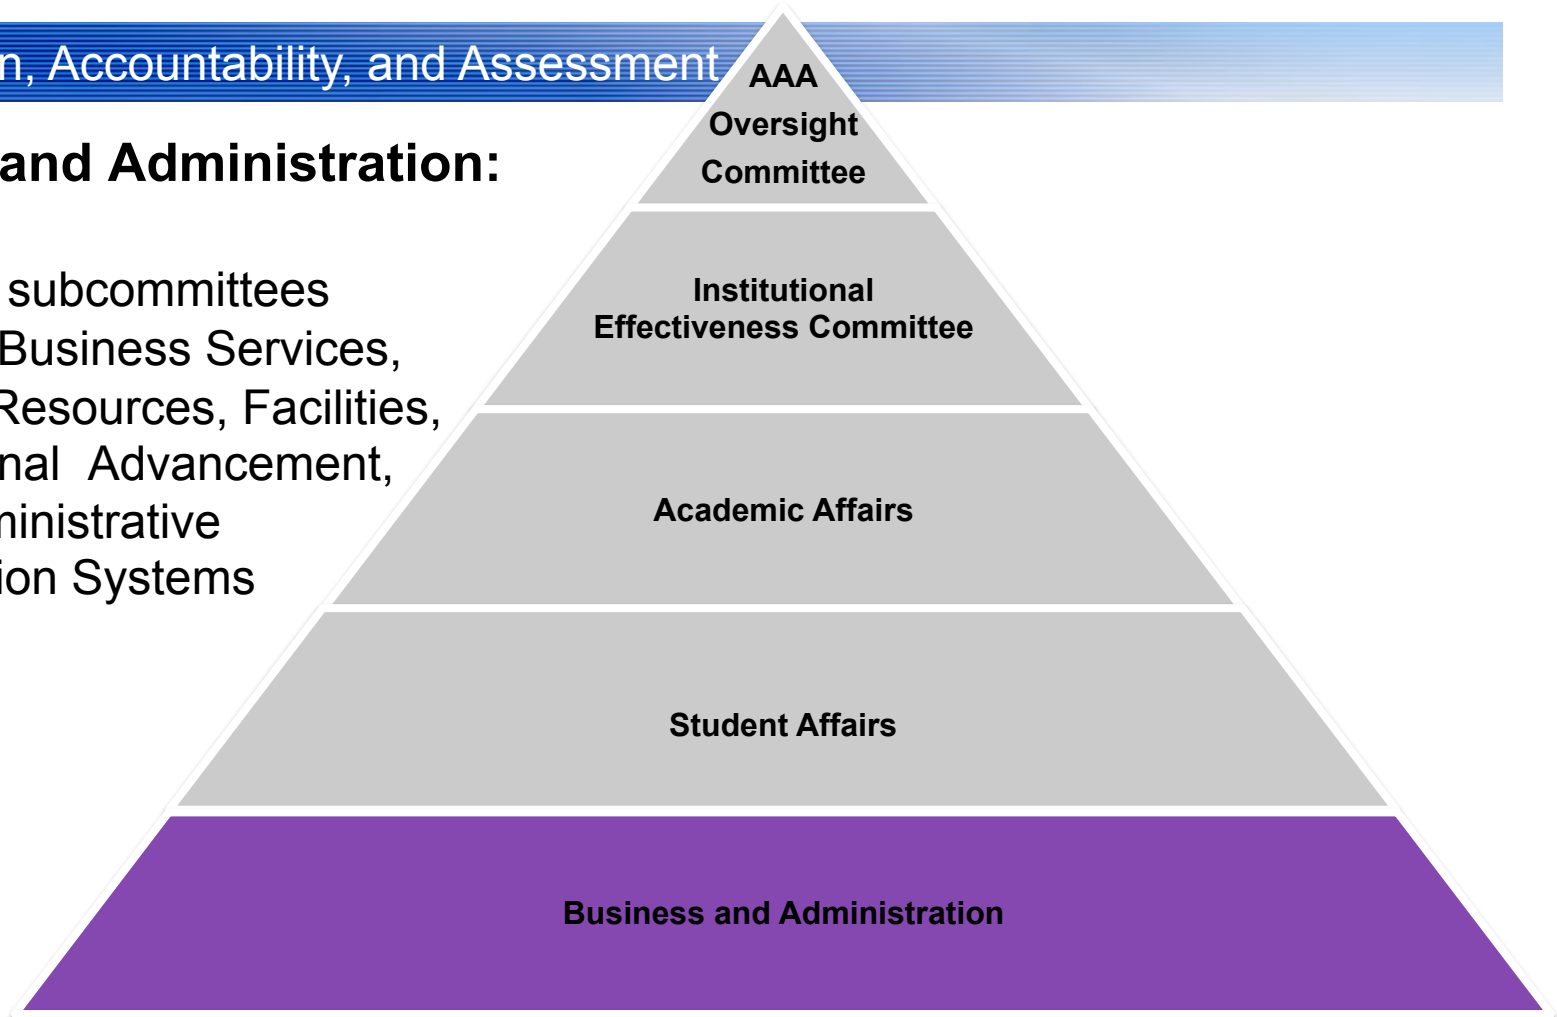 n, Accountability, and Assessment
and Administration:
subcommittees
Business Services,
Resources, Facilities,
nal Advancement,
ministrative
ion Systems
AAA
Oversight
Committee
Institutional
Effectiveness Committee
Academic Affairs
Student Affairs
Business and Administration